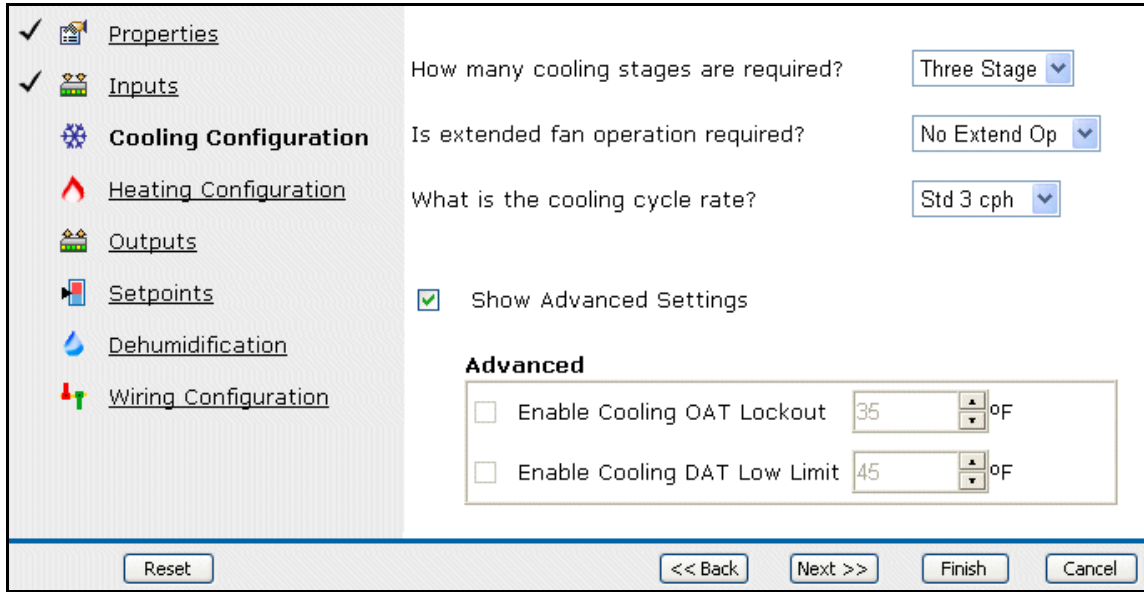 Properties
Inputs
Cooling Configuration
Heating Configuration
Outputs
Setpoints
Dehumidification
Wiring Configuration
How many cooling stages are required? Three Stage
Is extended fan operation required? No Extend Op
What is the cooling cycle rate? Std 3 cph
Show Advanced Settings
Advanced
Enable Cooling OAT Lockout 35 ºF
Enable Cooling DAT Low Limit 45 ºF
Reset << Back Next >> Finish Cancel